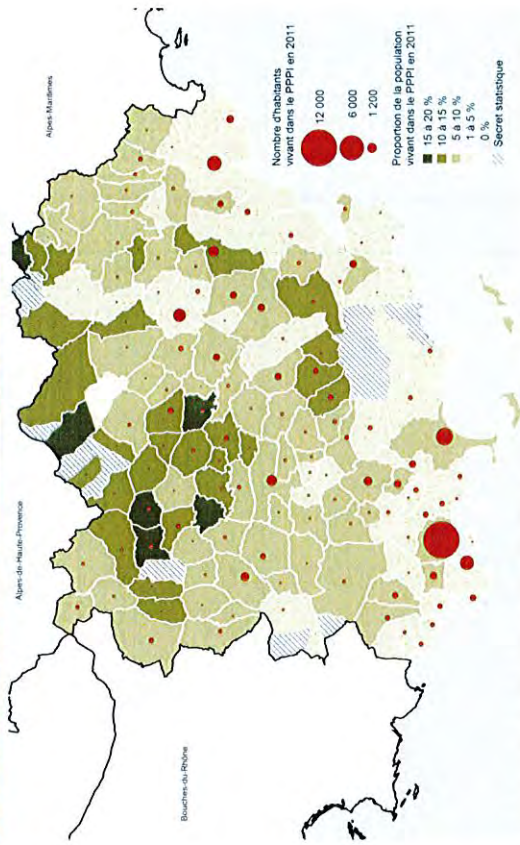 Alpes-de-Haute-Provence
Alpes-Maritimes
Bouches-du-Rhône
Nombre d'habitants
vivant dans le PPPI en 2011
12 000
6 000
1 200
Proportion de la population
vivant dans le PPPI en 2011
15 à 20 %
10 à 15 %
5 à 10 %
1 à 5 %
0 %
Secret statistique